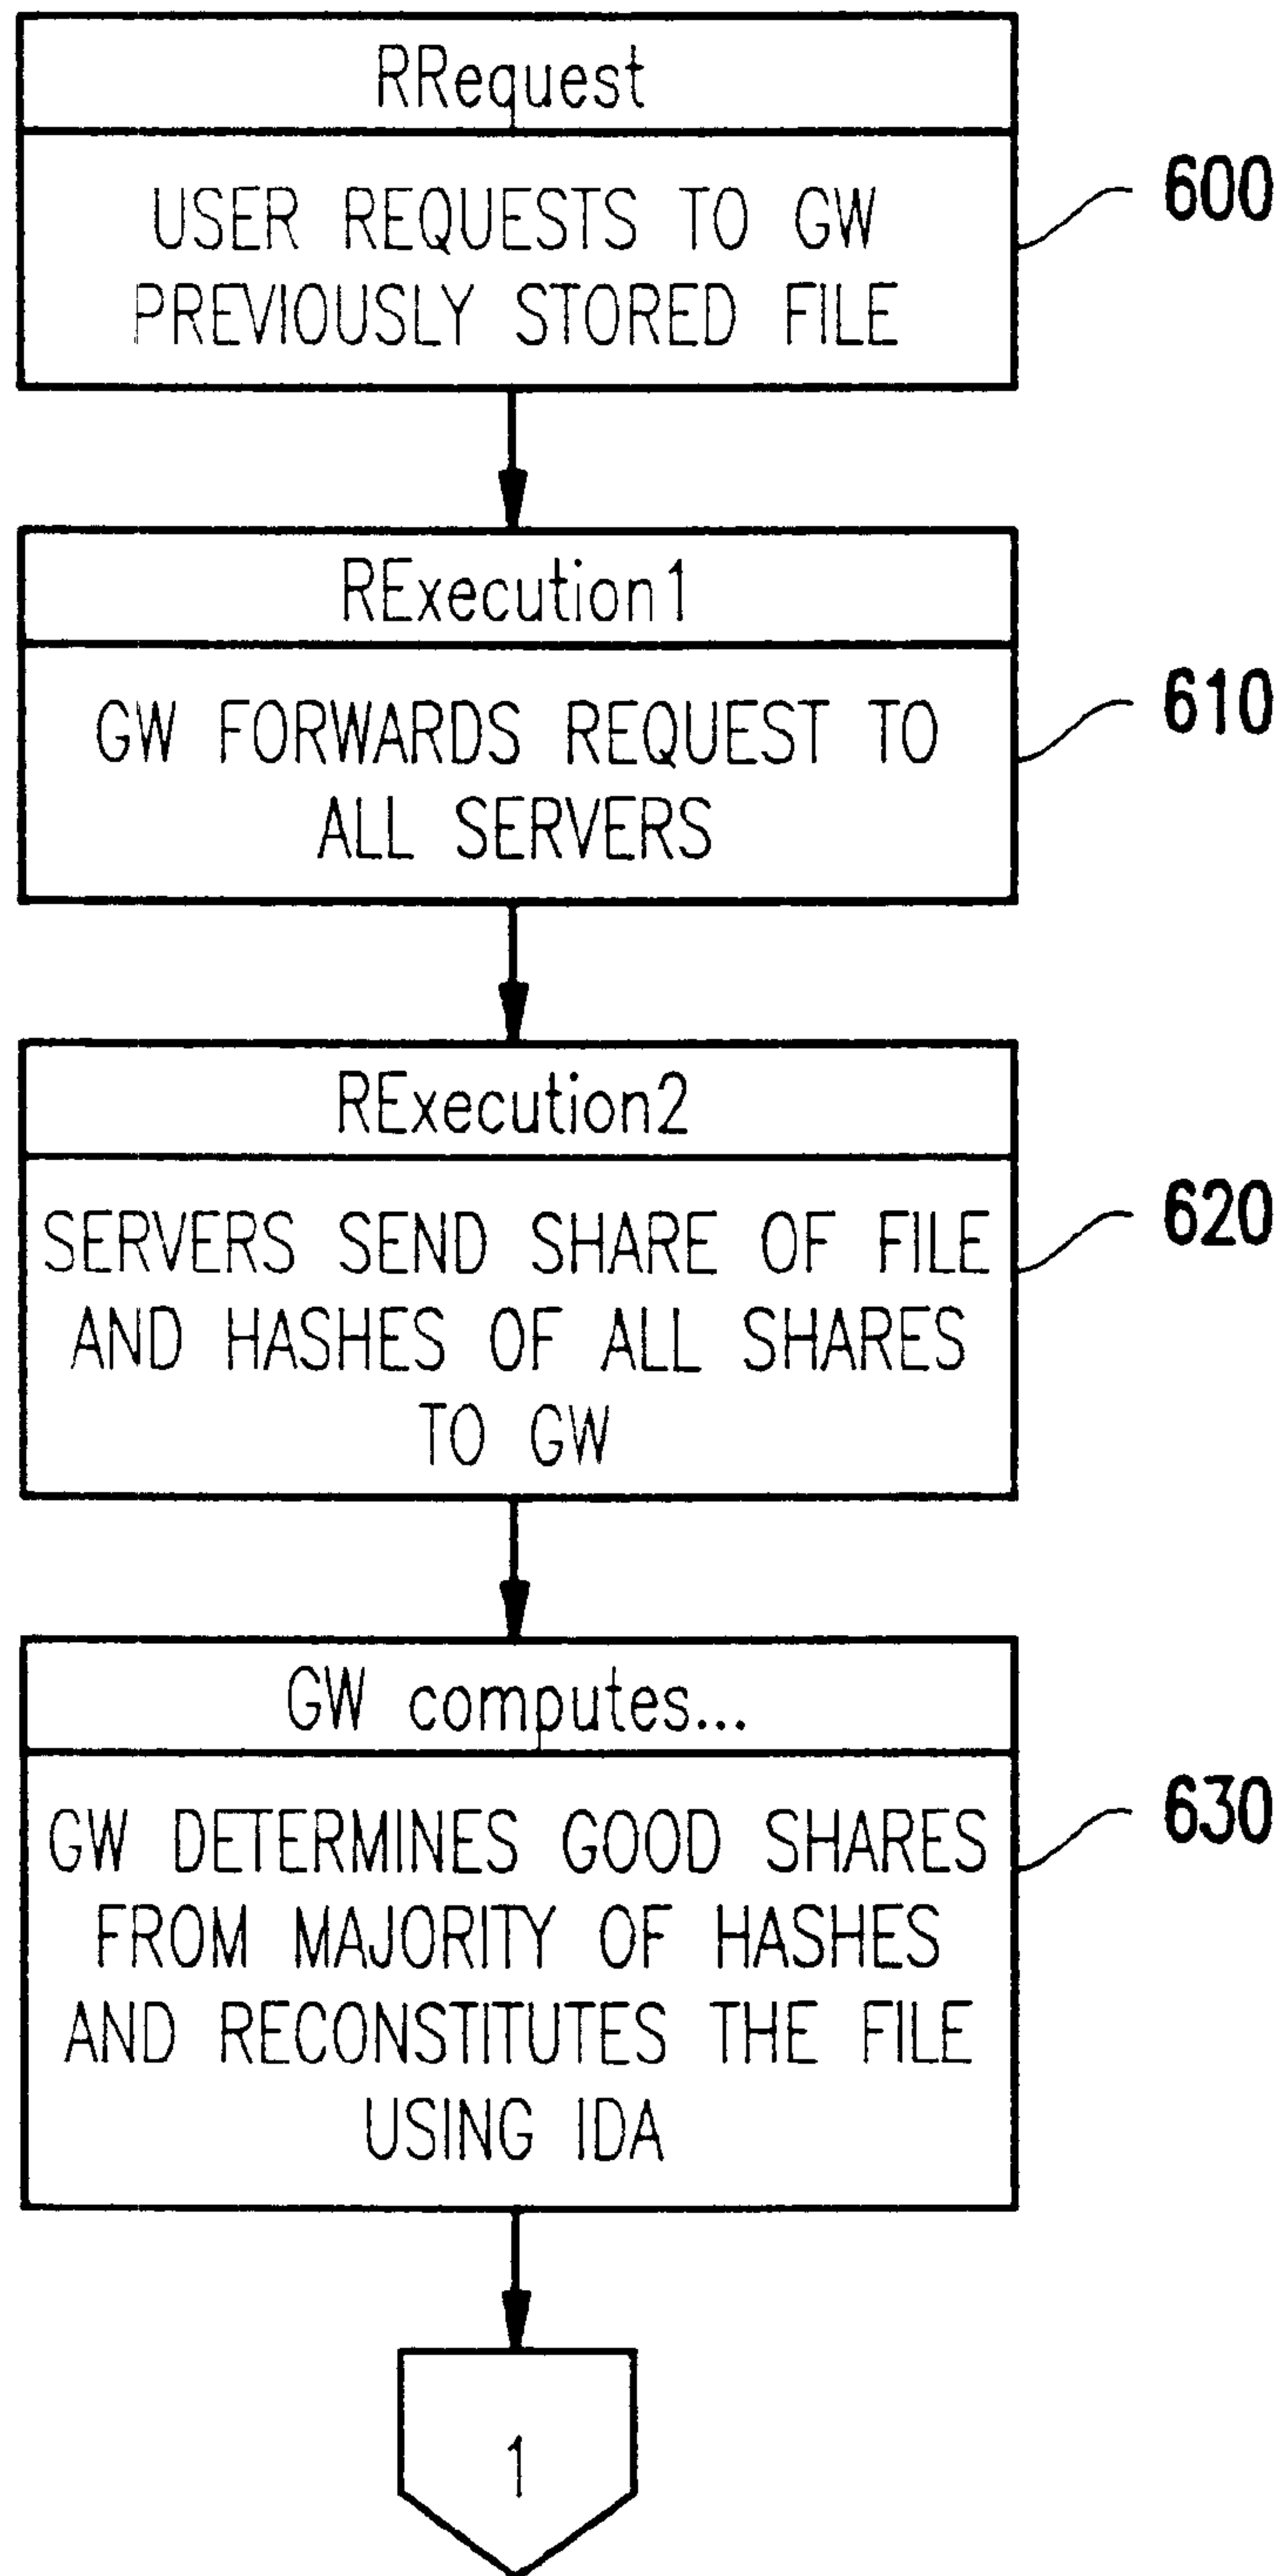 RRequest
USER REQUESTS TO GW
PREVIOUSLY STORED FILE
600
RExecution1
GW FORWARDS REQUEST TO
ALL SERVERS
610
RExecution2
SERVERS SEND SHARE OF FILE
AND HASHES OF ALL SHARES
TO GW
620
GW computes...
GW DETERMINES GOOD SHARES
FROM MAJORITY OF HASHES
AND RECONSTITUTES THE FILE
USING IDA
630
1